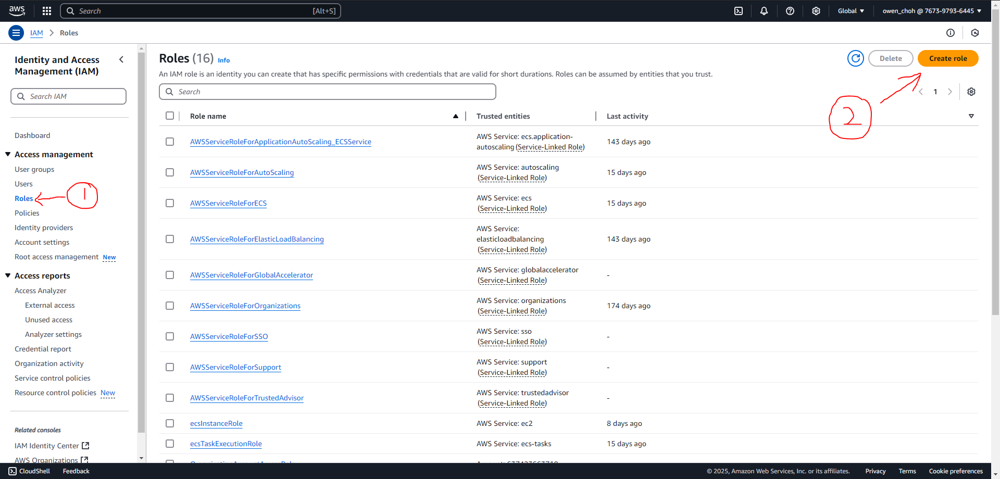 aws
Search [Alt+S]
Global
owen_choh @ 7673-9793-6445
IAM > Roles
Identity and Access
Management (IAM)
Search IAM
Dashboard
Access management
User groups
Users
Roles
1
Policies
Identity providers
Account settings
Root access management New
Access reports
Access Analyzer
External access
Unused access
Analyzer settings
Credential report
Organization activity
Service control policies
Resource control policies New
Related consoles
IAM Identity Center
AWS Organizations
Roles (16) Info
Delete
Create role
An IAM role is an identity you can create that has specific permissions with credentials that are valid for short durations. Roles can be assumed by entities that you trust.
Search
1
2
Role name Trusted entities Last activity
AWSServiceRoleForApplicationAutoScaling_ECSService
AWS Service: ecs.application-
autoscaling (Service-Linked Role)
143 days ago
AWSServiceRoleForAutoScaling
AWS Service: autoscaling
(Service-Linked Role)
15 days ago
AWSServiceRoleForECS
AWS Service: ecs
(Service-Linked Role)
15 days ago
AWSServiceRoleForElasticLoadBalancing
AWS Service:
elasticloadbalancing
(Service-Linked Role)
143 days ago
AWSServiceRoleForGlobalAccelerator
AWS Service: globalaccelerator
(Service-Linked Role)
-
AWSServiceRoleForOrganizations
AWS Service: organizations
(Service-Linked Role)
174 days ago
AWSServiceRoleForSSO
AWS Service: sso
(Service-Linked Role)
-
AWSServiceRoleForSupport
AWS Service: support
(Service-Linked Role)
-
AWSServiceRoleForTrustedAdvisor
AWS Service: trustedadvisor
(Service-Linked Role)
-
ecsInstanceRole AWS Service: ec2 8 days ago
ecsTaskExecutionRole AWS Service: ecs-tasks 15 days ago
CloudShell Feedback
© 2025, Amazon Web Services, Inc. or its affiliates. Privacy Terms Cookie preferences